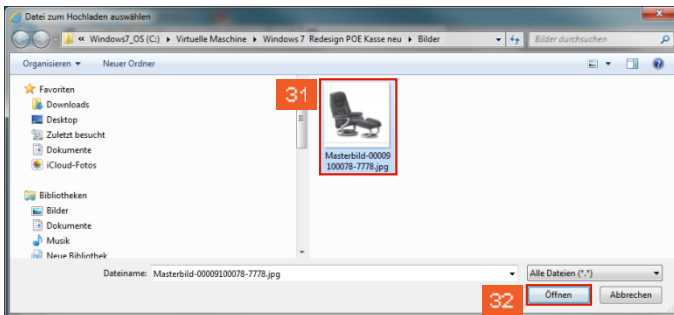 Datei zum Hochladen auswählen
« Windows7_OS (C:) ▸ Virtuelle Maschine ▸ Windows 7 Redesign POE Kasse neu ▸ Bilder
Bilder durchsuchen
Organisieren
Neuer Ordner
Favoriten
Downloads
Desktop
Zuletzt besucht
Dokumente
iCloud-Fotos
Bibliotheken
Bilder
Dokumente
Musik
Neue Bibliothek
31
Masterbild-00009
100078-7778.jpg
Dateiname:
Masterbild-00009100078-7778.jpg
Alle Dateien (*.*)
32
Öffnen
Abbrechen